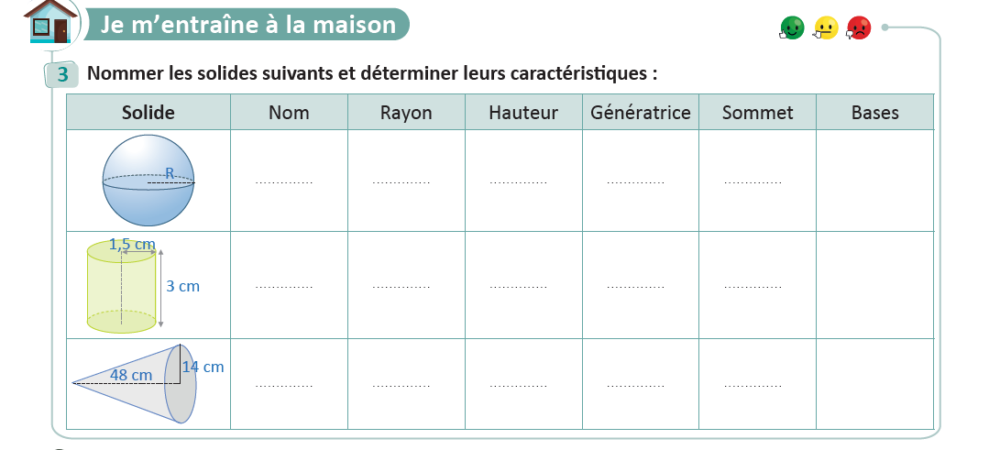 Je m’entraîne à la maison
3 Nommer les solides suivants et déterminer leurs caractéristiques :
Solide Nom Rayon Hauteur Génératrice Sommet Bases
R
.............. .............. .............. .............. ..............
1,5 cm
3 cm
.............. .............. .............. .............. ..............
48 cm 14 cm
.............. .............. .............. .............. ..............